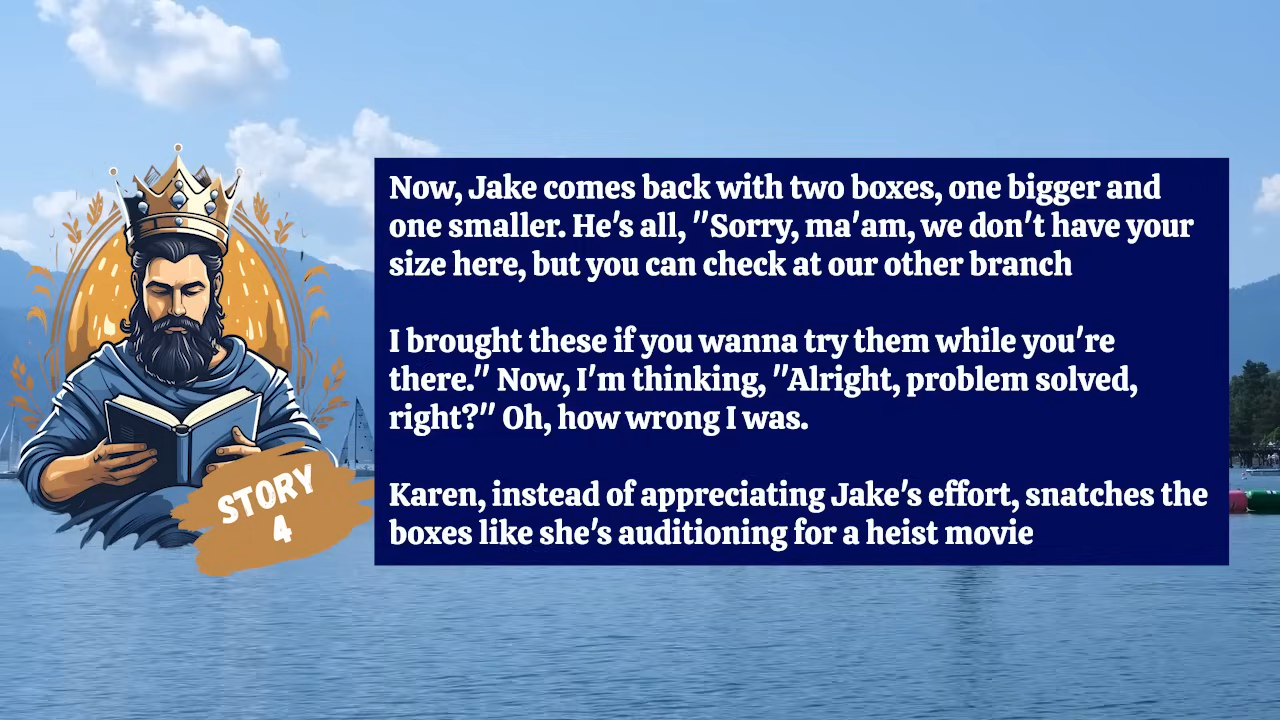 Now, Jake comes back with two boxes, one bigger and
one smaller. He's all, "Sorry, ma'am, we don't have your
size here, but you can check at our other branch
I brought these if you wanna try them while you're
there." Now, I'm thinking, "Alright, problem solved,
right?" Oh, how wrong I was.
Karen, instead of appreciating Jake's effort, snatches the
boxes like she's auditioning for a heist movie
STORY
4